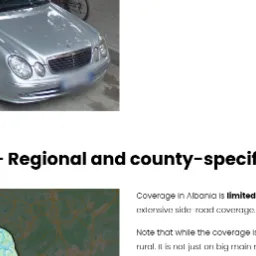 - Regional and county-specif
Coverage in Albania is limited
extensive side-road coverage.
Note that while the coverage is
rural. It is not just on big main r